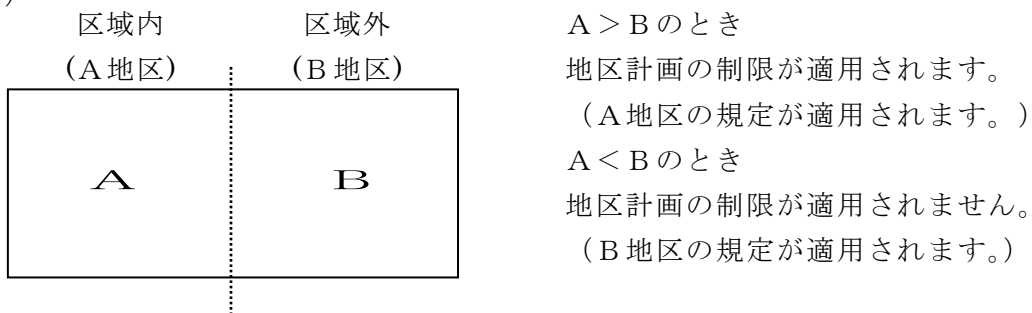 )
区域内 区域外
(A地区) (B地区)
A B
A>Bのとき
地区計画の制限が適用されます。
(A地区の規定が適用されます。)
A<Bのとき
地区計画の制限が適用されません。
(B地区の規定が適用されます。)